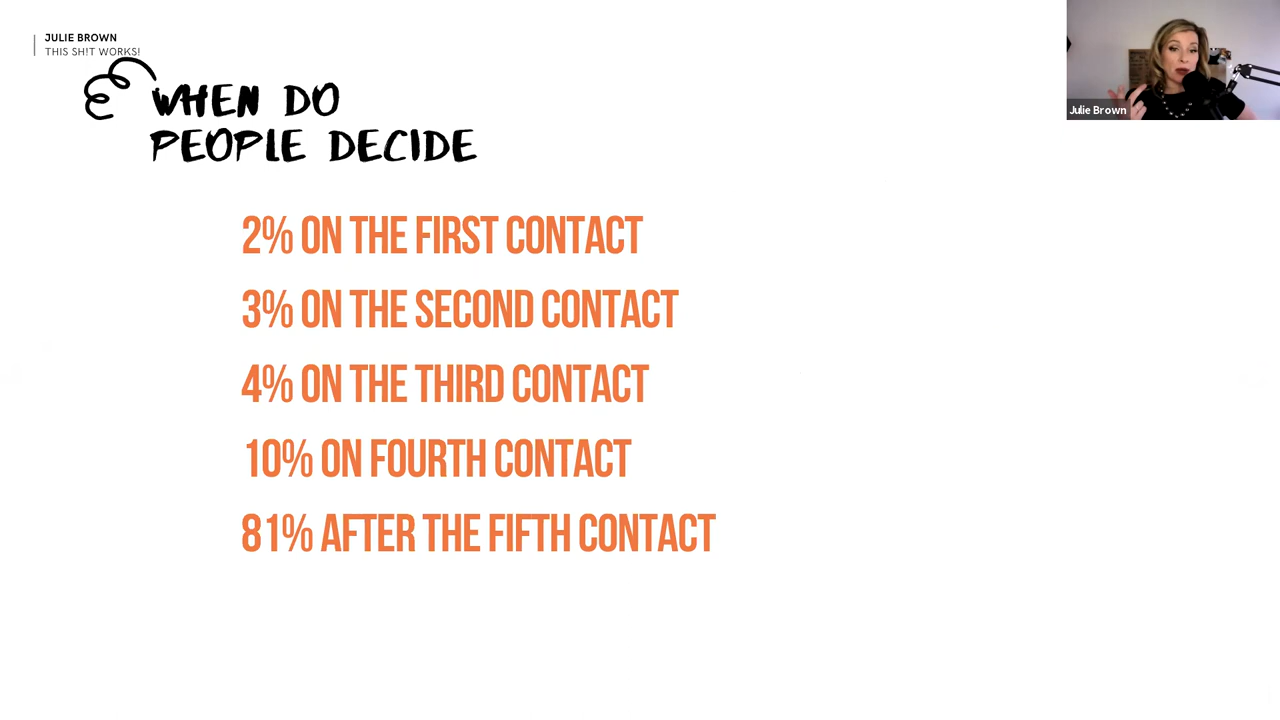 JULIE BROWN
THIS SH!T WORKS!
WHEN DO
PEOPLE DECIDE
2% ON THE FIRST CONTACT
3% ON THE SECOND CONTACT
4% ON THE THIRD CONTACT
10% ON FOURTH CONTACT
81% AFTER THE FIFTH CONTACT
Julie Brown